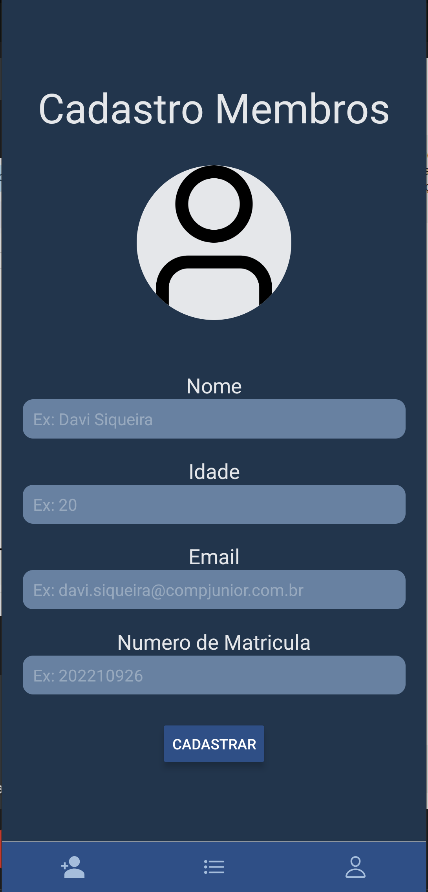 Cadastro Membros
Nome
Ex: Davi Siqueira
Idade
Ex: 20
Email
Ex: davi.siqueira@compjunior.com.br
Numero de Matricula
Ex: 202210926
CADASTRAR